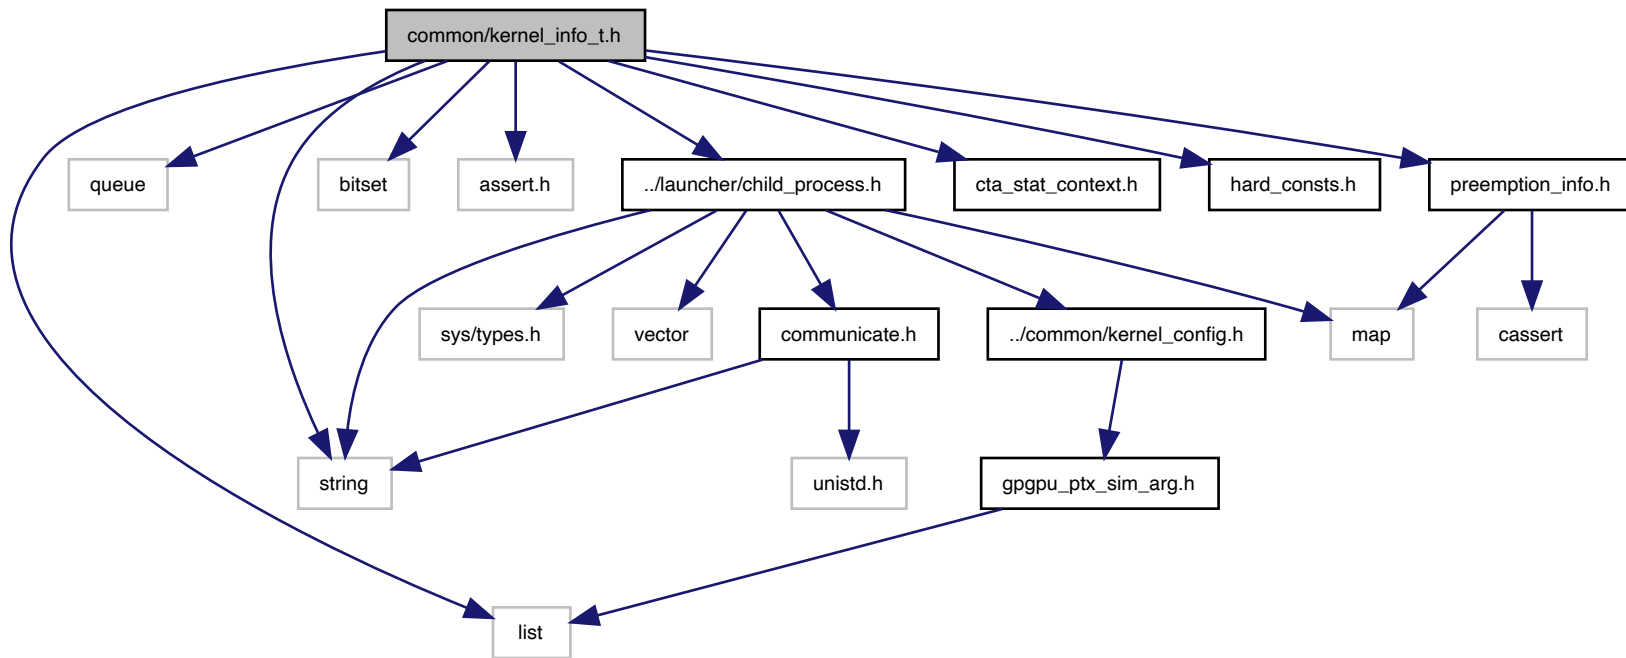 common/kernel_info_t.h
queue
bitset
assert.h
../launcher/child_process.h
cta_stat_context.h
hard_consts.h
preemption_info.h
sys/types.h
vector
communicate.h
../common/kernel_config.h
map
cassert
string
unistd.h
gpgpu_ptx_sim_arg.h
list